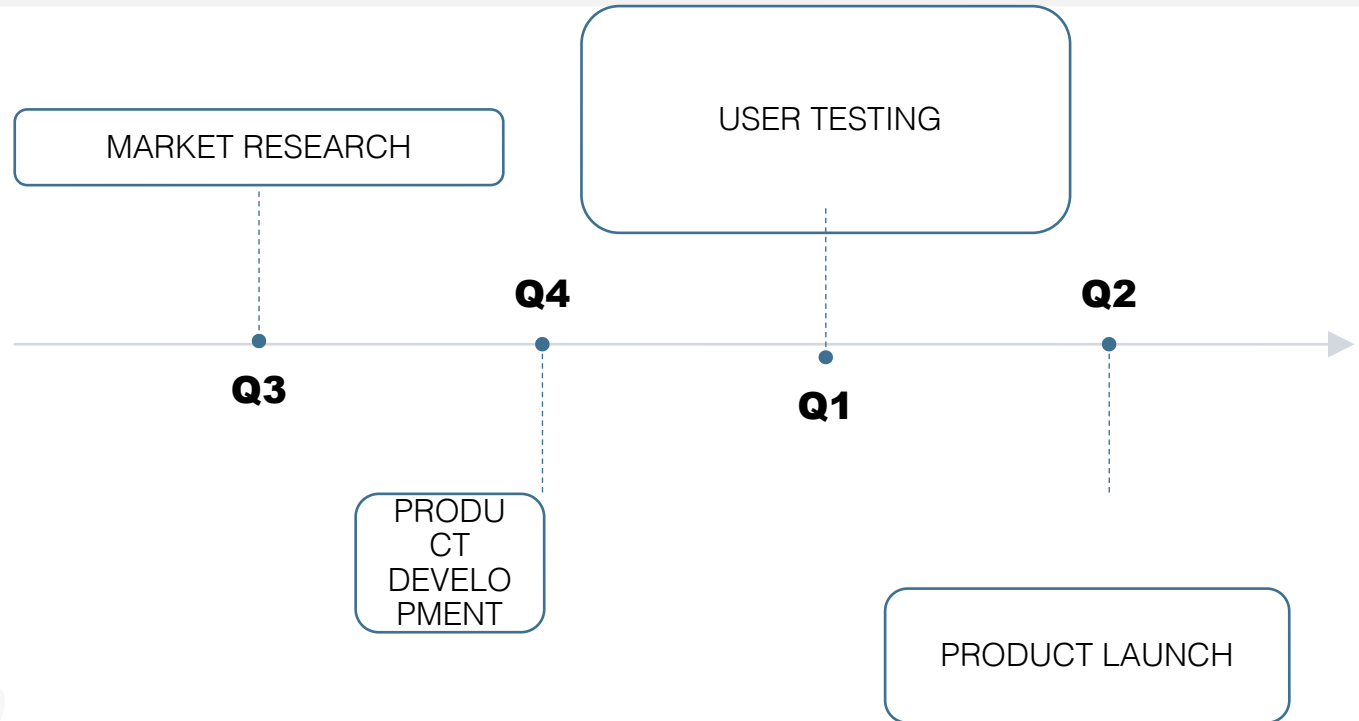 MARKET RESEARCH
USER TESTING
Q4
Q2
Q3
Q1
PRODU
CT
DEVELO
PMENT
PRODUCT LAUNCH